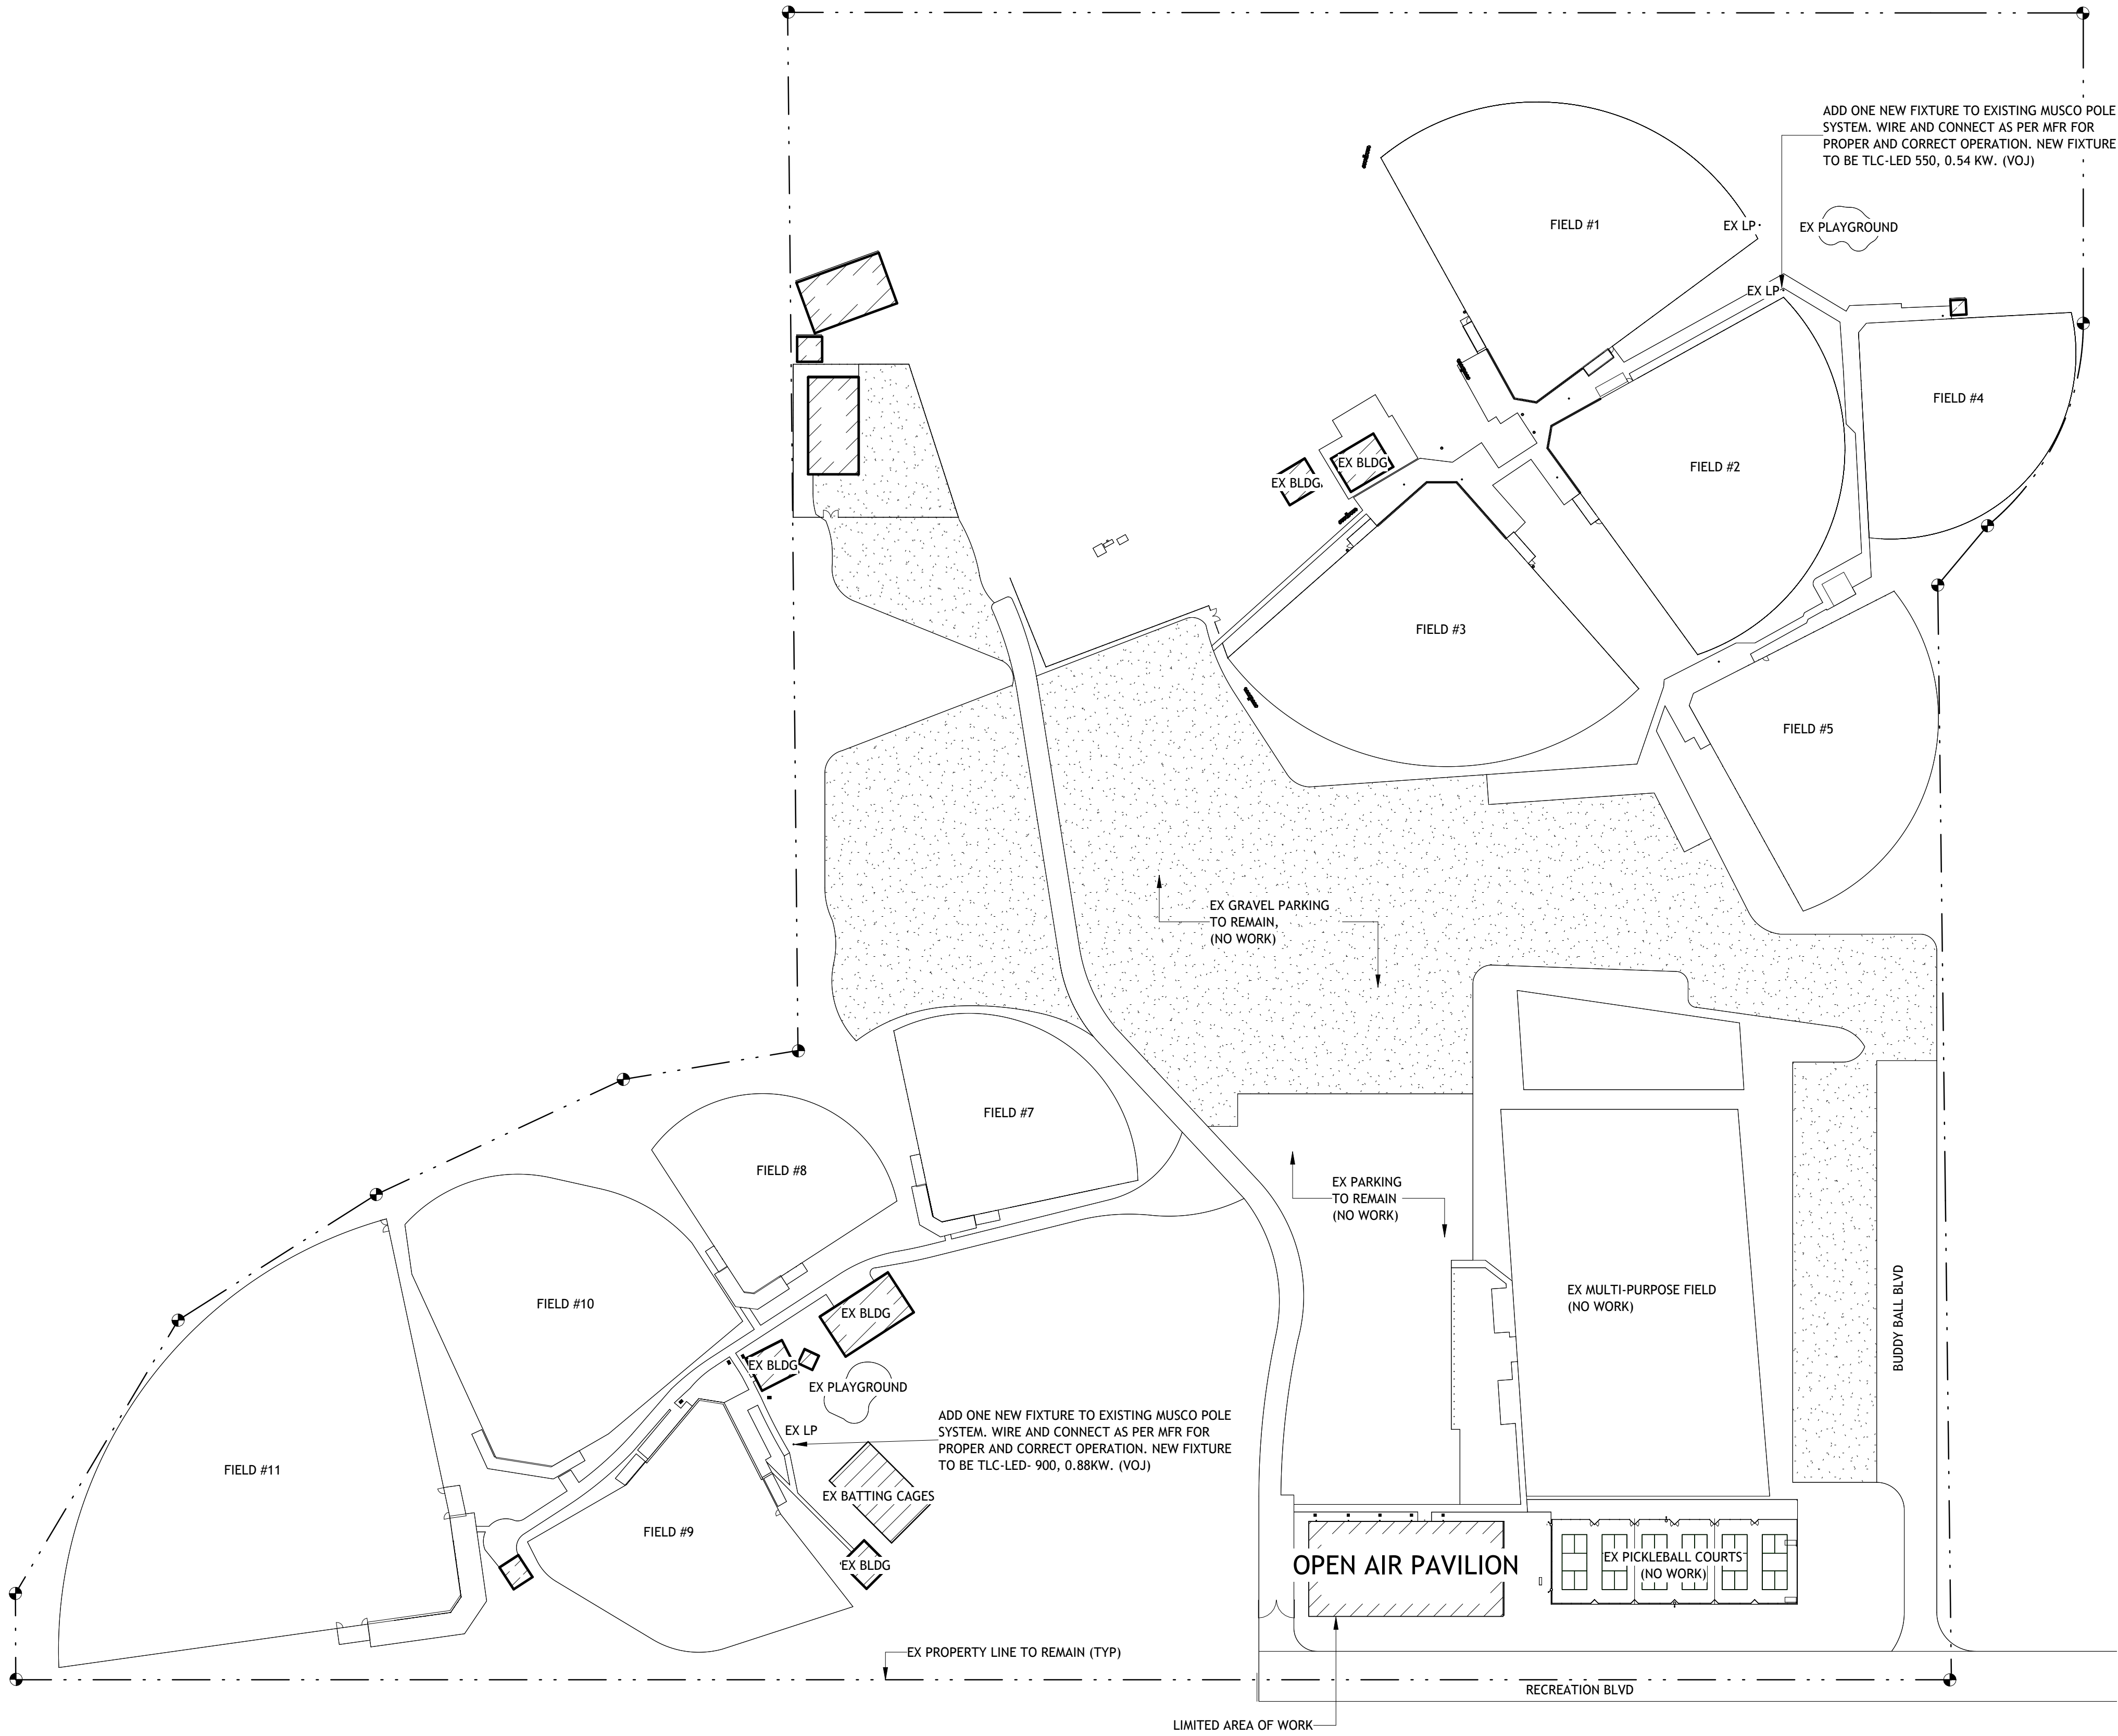 ADD ONE NEW FIXTURE TO EXISTING MUSCO POLE
SYSTEM. WIRE AND CONNECT AS PER MFR FOR
PROPER AND CORRECT OPERATION. NEW FIXTURE
TO BE TLC-LED 550, 0.54 KW. (VOJ)
FIELD #1
EX LP
EX PLAYGROUND
EX LP
FIELD #4
EX BLDG
EX BLDG
FIELD #2
FIELD #3
FIELD #5
EX GRAVEL PARKING
TO REMAIN,
(NO WORK)
FIELD #7
FIELD #8
EX PARKING
TO REMAIN
(NO WORK)
EX MULTI-PURPOSE FIELD
(NO WORK)
BUDDY BALL BLVD
FIELD #10
EX BLDG
EX BLDG
EX PLAYGROUND
ADD ONE NEW FIXTURE TO EXISTING MUSCO POLE
SYSTEM. WIRE AND CONNECT AS PER MFR FOR
PROPER AND CORRECT OPERATION. NEW FIXTURE
TO BE TLC-LED- 900, 0.88KW. (VOJ)
EX LP
FIELD #11
EX BATTING CAGES
FIELD #9
EX BLDG
OPEN AIR PAVILION
EX PICKLEBALL COURTS
(NO WORK)
EX PROPERTY LINE TO REMAIN (TYP)
RECREATION BLVD
LIMITED AREA OF WORK